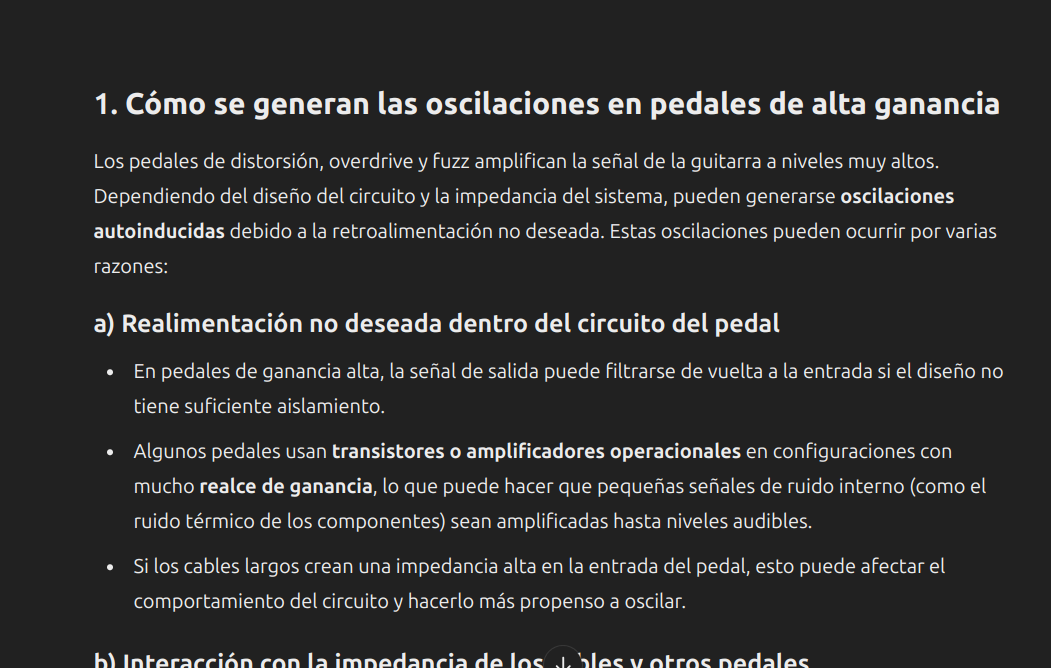 1. Cómo se generan las oscilaciones en pedales de alta ganancia
Los pedales de distorsión, overdrive y fuzz amplifican la señal de la guitarra a niveles muy altos.
Dependiendo del diseño del circuito y la impedancia del sistema, pueden generarse oscilaciones
autoinducidas debido a la retroalimentación no deseada. Estas oscilaciones pueden ocurrir por varias
razones:
a) Realimentación no deseada dentro del circuito del pedal
• En pedales de ganancia alta, la señal de salida puede filtrarse de vuelta a la entrada si el diseño no
tiene suficiente aislamiento.
• Algunos pedales usan transistores o amplificadores operacionales en configuraciones con
mucho realce de ganancia, lo que puede hacer que pequeñas señales de ruido interno (como el
ruido térmico de los componentes) sean amplificadas hasta niveles audibles.
• Si los cables largos crean una impedancia alta en la entrada del pedal, esto puede afectar el
comportamiento del circuito y hacerlo más propenso a oscilar.
b) Interacción con la impedancia de los bles y otros pedales